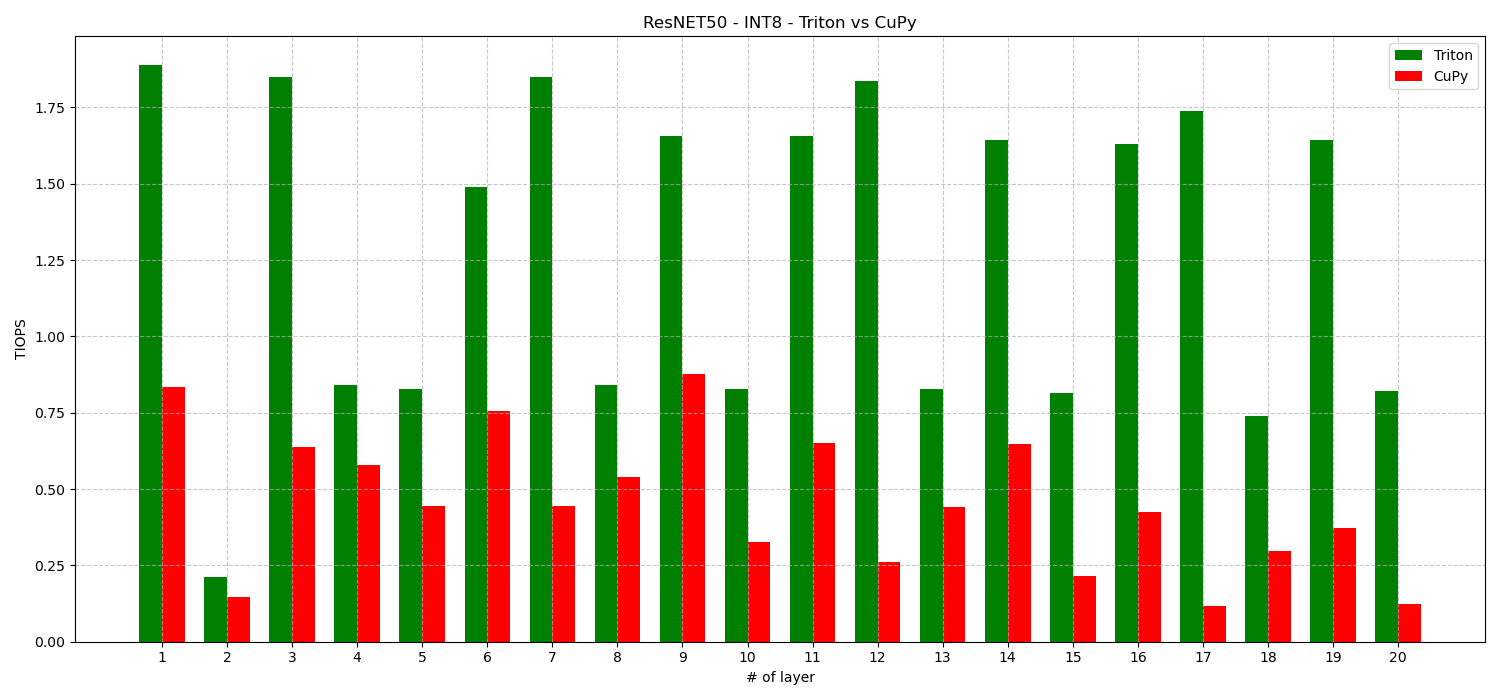 ResNET50 - INT8 - Triton vs CuPy
Triton
CuPy
TIOPS
1.75
1.50
1.25
1.00
0.75
0.50
0.25
0.00
1 2 3 4 5 6 7 8 9 10 11 12 13 14 15 16 17 18 19 20
# of layer